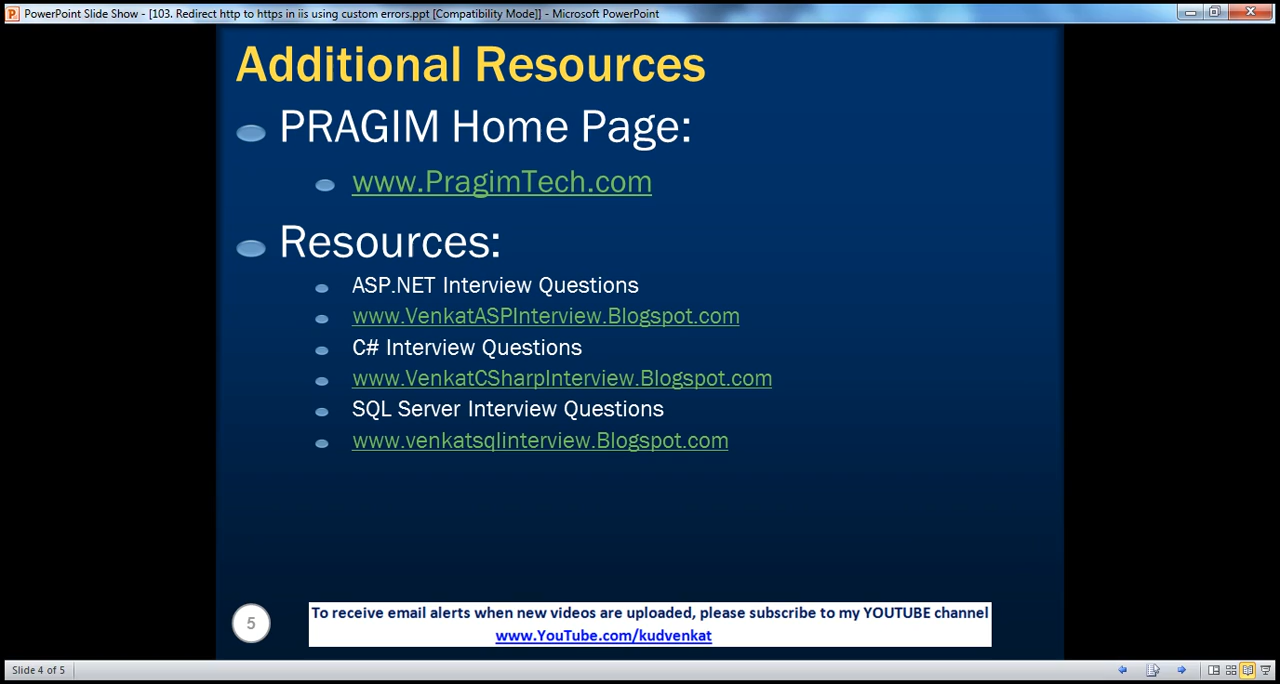 PowerPoint Slide Show - [103. Redirect http to https in iis using custom errors.ppt [Compatibility Mode]] - Microsoft PowerPoint
Additional Resources
PRAGIM Home Page:
www.PragimTech.com
Resources:
ASP.NET Interview Questions
www.VenkatASPInterview.Blogspot.com
C# Interview Questions
www.VenkatCSharpInterview.Blogspot.com
SQL Server Interview Questions
www.venkatsqlinterview.Blogspot.com
5
To receive email alerts when new videos are uploaded, please subscribe to my YOUTUBE channel
www.YouTube.com/kudvenkat
Slide 4 of 5